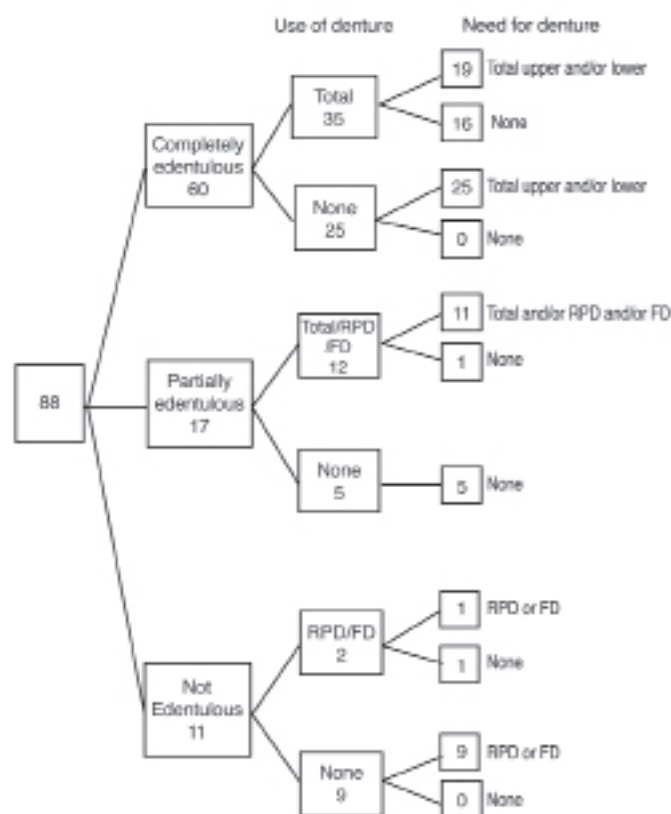 Use of denture Need for denture
88
Completely
edentulous
60
Total
35
19 Total upper and/or lower
16 None
None
25
25 Total upper and/or lower
0 None
Partially
edentulous
17
Total/RPD
/FD
12
11 Total and/or RPD and/or FD
1 None
None
5
5 None
Not
Edentulous
11
RPD/FD
2
1 RPD or FD
1 None
None
9
9 RPD or FD
0 None